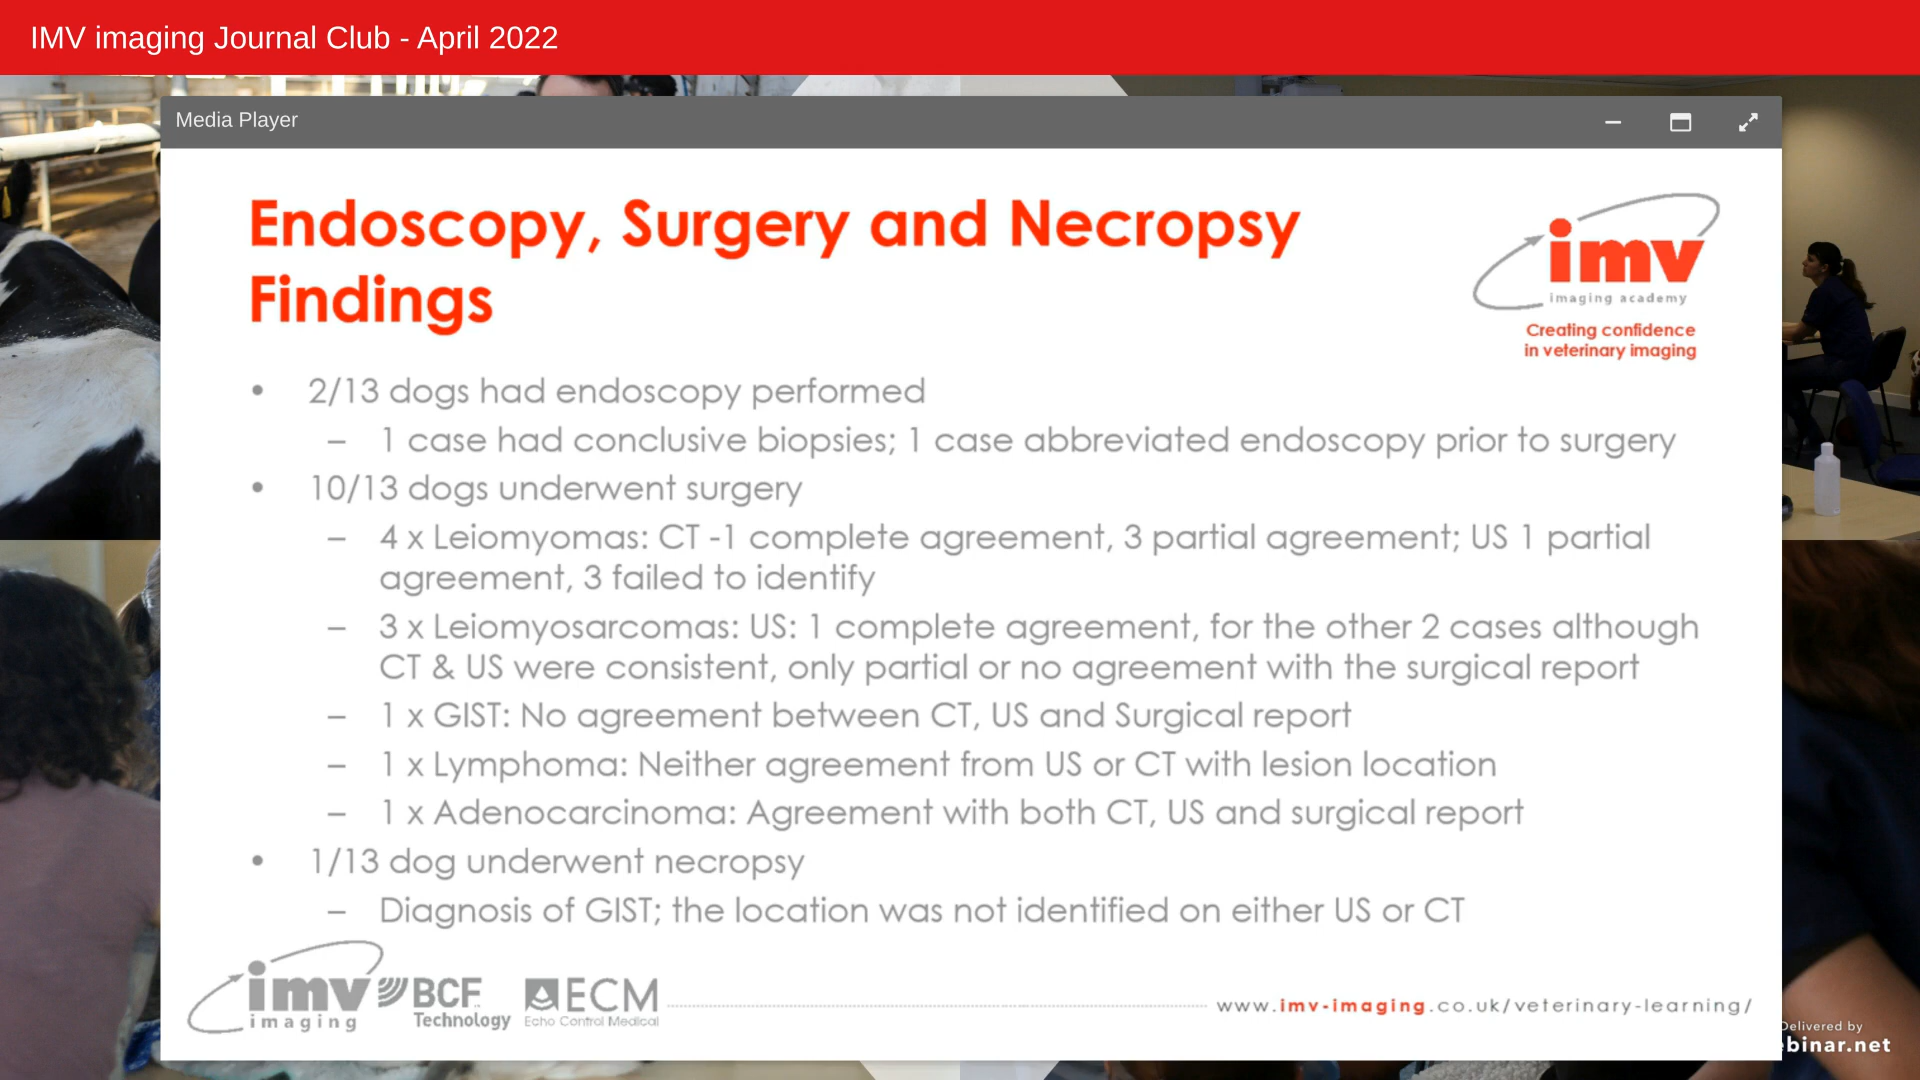 IMV imaging Journal Club - April 2022
Media Player
Endoscopy, Surgery and Necropsy
Findings
imv
imaging academy
Creating confidence
in veterinary imaging
• 2/13 dogs had endoscopy performed
– 1 case had conclusive biopsies; 1 case abbreviated endoscopy prior to surgery
• 10/13 dogs underwent surgery
– 4 x Leiomyomas: CT -1 complete agreement, 3 partial agreement; US 1 partial
agreement, 3 failed to identify
– 3 x Leiomyosarcomas: US: 1 complete agreement, for the other 2 cases although
CT & US were consistent, only partial or no agreement with the surgical report
– 1 x GIST: No agreement between CT, US and Surgical report
– 1 x Lymphoma: Neither agreement from US or CT with lesion location
– 1 x Adenocarcinoma: Agreement with both CT, US and surgical report
• 1/13 dog underwent necropsy
– Diagnosis of GIST; the location was not identified on either US or CT
imv
imaging
BCF
Technology
ECM
Echo Control Medical
www.imv-imaging.co.uk/veterinary-learning/
Delivered by
ebinar.net